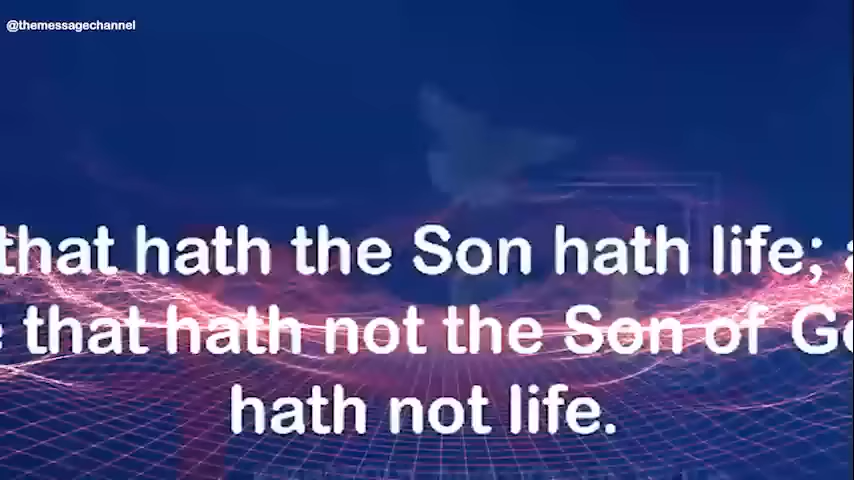 @themessagechannel
that hath the Son hath life;
that hath not the Son of
hath not life.